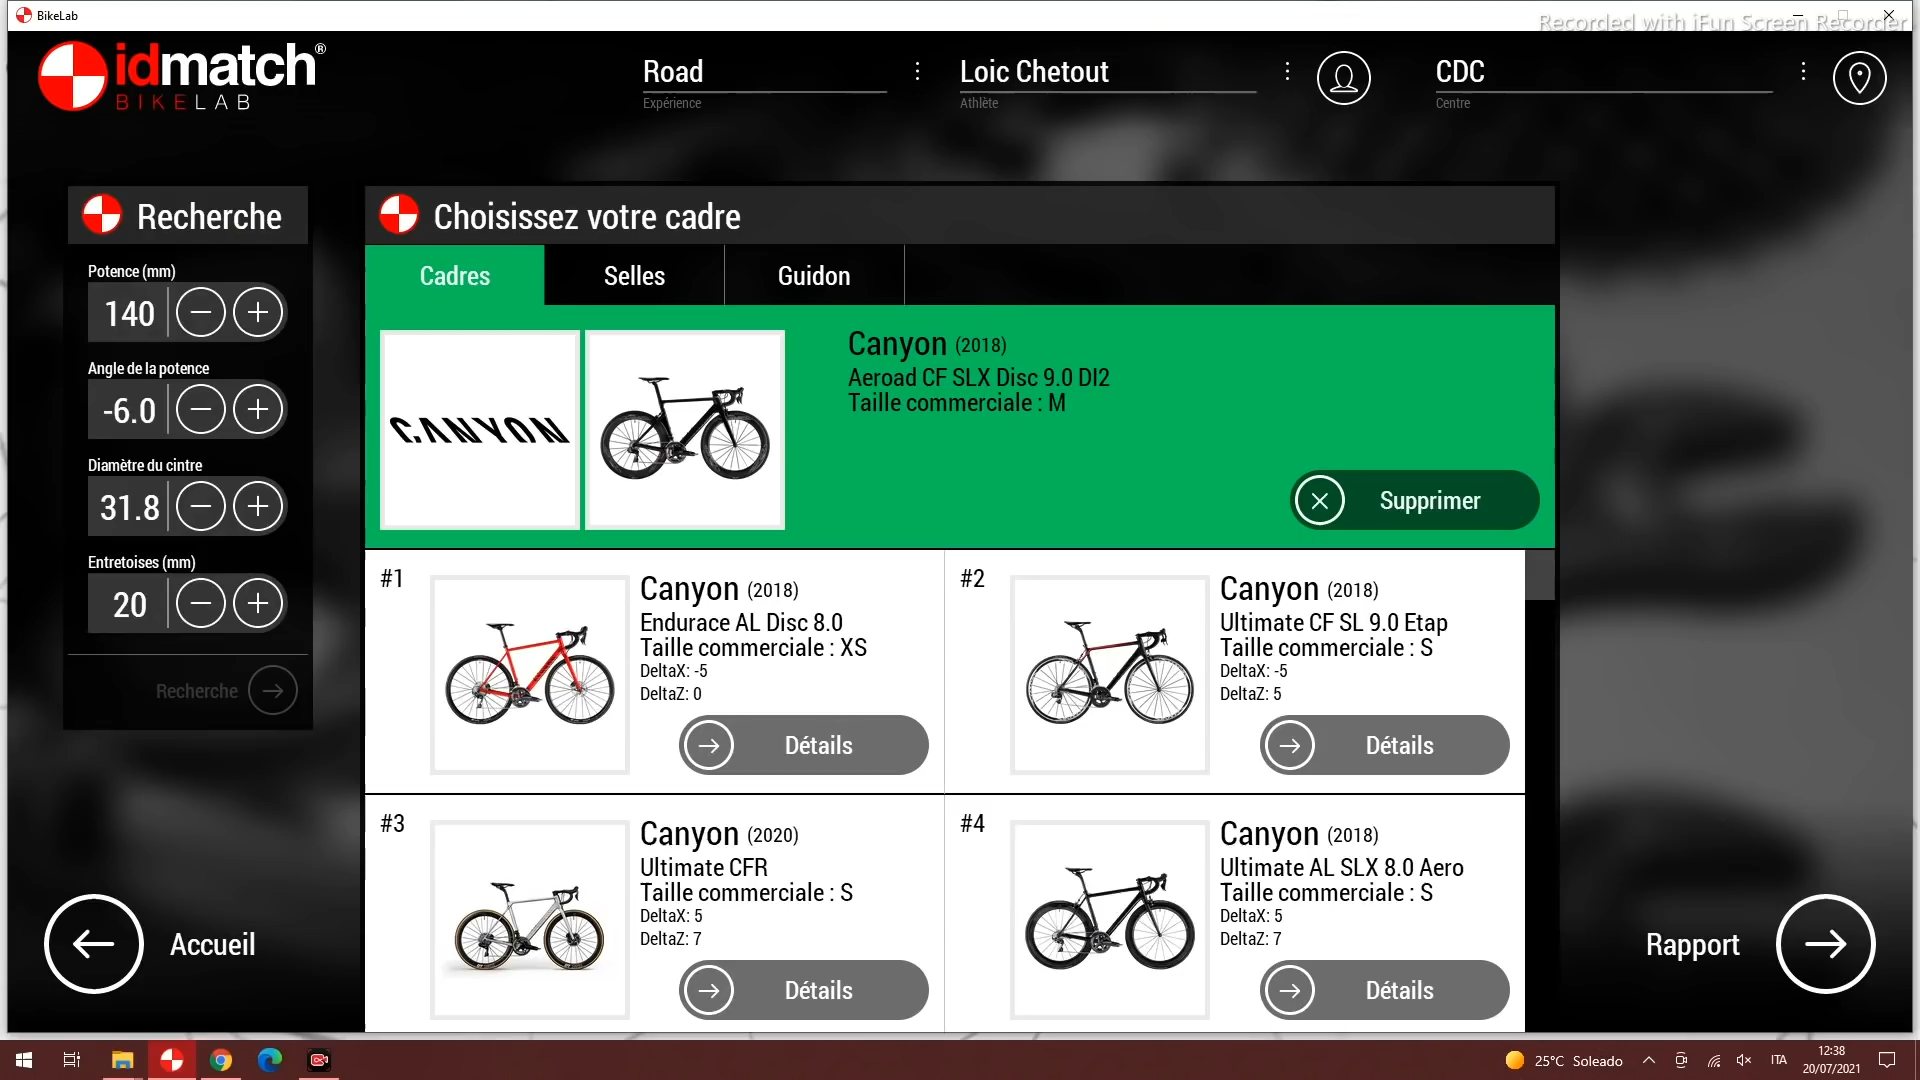 BikeLab
Recorded with iFun Screen Recorder
idmatch®
BIKELAB
Road
Expérience
Loic Chetout
Athlète
CDC
Centre
Recherche
Potence (mm)
140
Angle de la potence
-6.0
Diamètre du cintre
31.8
Entretoises (mm)
20
Recherche
Choisissez votre cadre
Cadres
Selles
Guidon
CANYON
Canyon (2018)
Aeroad CF SLX Disc 9.0 DI2
Taille commerciale : M
Supprimer
#1
Canyon (2018)
Endurace AL Disc 8.0
Taille commerciale : XS
DeltaX: -5
DeltaZ: 0
Détails
#2
Canyon (2018)
Ultimate CF SL 9.0 Etap
Taille commerciale : S
DeltaX: -5
DeltaZ: 5
Détails
#3
Canyon (2020)
Ultimate CFR
Taille commerciale : S
DeltaX: 5
DeltaZ: 7
Détails
#4
Canyon (2018)
Ultimate AL SLX 8.0 Aero
Taille commerciale : S
DeltaX: 5
DeltaZ: 7
Détails
Accueil
Rapport
25°C Soleado
ITA
12:38
20/07/2021